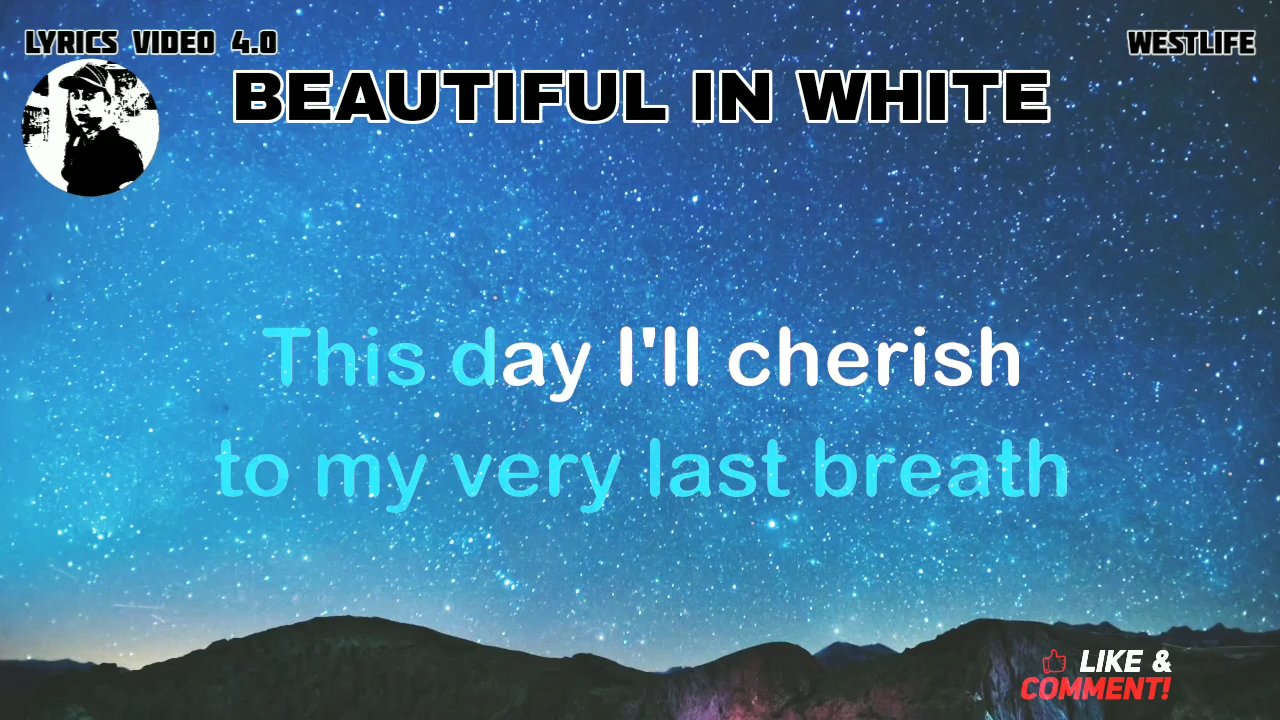 LYRICS VIDEO 4.0
WESTLIFE
BEAUTIFUL IN WHITE
This day I'll cherish
to my very last breath
LIKE &
COMMENT!